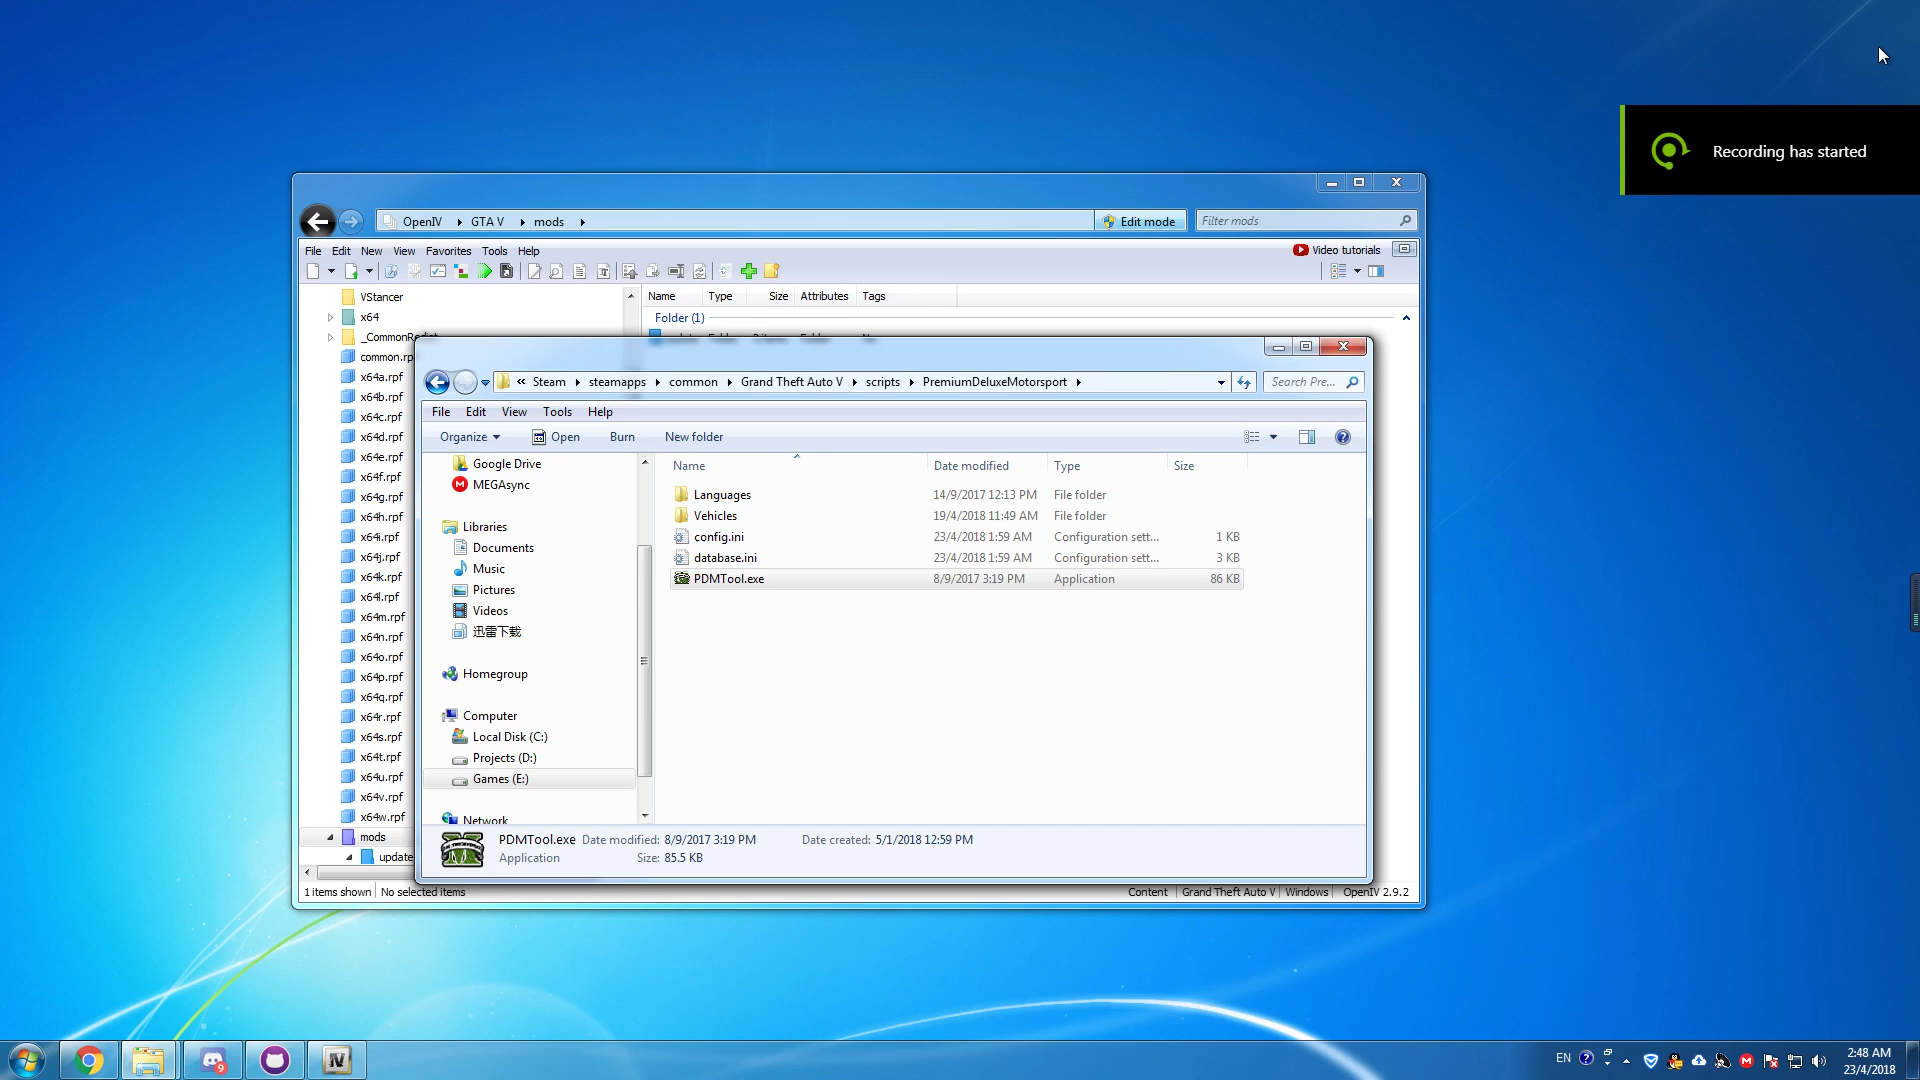 Recording has started
OpenIV GTA V mods
Edit mode
Filter mods
File Edit New View Favorites Tools Help
Video tutorials
Name Type Size Attributes Tags
Folder (1)
VStancer
x64
_CommonRedist
common.rp
x64a.rpf
x64b.rpf
x64c.rpf
x64d.rpf
x64e.rpf
x64f.rpf
x64g.rpf
x64h.rpf
x64i.rpf
x64j.rpf
x64k.rpf
x64l.rpf
x64m.rpf
x64n.rpf
x64o.rpf
x64p.rpf
x64q.rpf
x64r.rpf
x64s.rpf
x64t.rpf
x64u.rpf
x64v.rpf
x64w.rpf
mods
update
1 items shown No selected items
Content Grand Theft Auto V Windows OpenIV 2.9.2
« Steam steamapps common Grand Theft Auto V scripts PremiumDeluxeMotorsport
Search Pre...
File Edit View Tools Help
Organize Open Burn New folder
Google Drive
MEGAsync
Libraries
Documents
Music
Pictures
Videos
迅雷下载
Homegroup
Computer
Local Disk (C:)
Projects (D:)
Games (E:)
Network
Name Date modified Type Size
Languages 14/9/2017 12:13 PM File folder
Vehicles 19/4/2018 11:49 AM File folder
config.ini 23/4/2018 1:59 AM Configuration sett... 1 KB
database.ini 23/4/2018 1:59 AM Configuration sett... 3 KB
PDMTool.exe 8/9/2017 3:19 PM Application 86 KB
PDMTool.exe Date modified: 8/9/2017 3:19 PM Date created: 5/1/2018 12:59 PM
Application Size: 85.5 KB
9
IV
EN
2:48 AM
23/4/2018